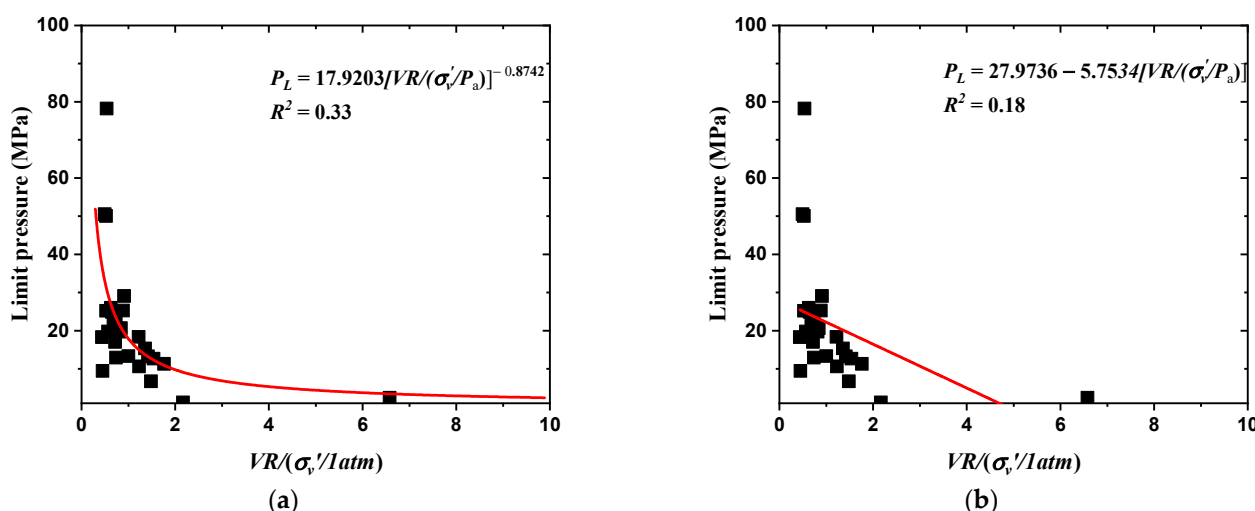 100
80
60
40
20
Limit pressure (MPa)
P_L = 17.9203[VR/(σ_v'/P_a)]^{−0.8742}
R² = 0.33
0 2 4 6 8 10
VR/(σ_v'/1atm)
(a)
100
80
60
40
20
Limit pressure (MPa)
P_L = 27.9736 – 5.7534[VR/(σ_v'/P_a)]
R² = 0.18
0 2 4 6 8 10
VR/(σ_v'/1atm)
(b)